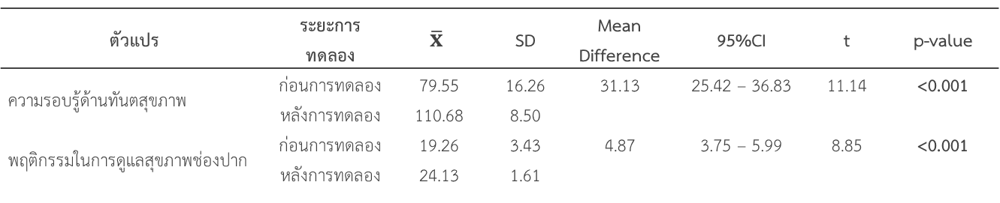 ตัวแปร ระยะการทดลอง X̄ SD Mean Difference 95%CI t p-value
ความรอบรู้ด้านทันตสุขภาพ ก่อนการทดลอง 79.55 16.26 31.13 25.42 – 36.83 11.14 <0.001
หลังการทดลอง 110.68 8.50
พฤติกรรมในการดูแลสุขภาพช่องปาก ก่อนการทดลอง 19.26 3.43 4.87 3.75 – 5.99 8.85 <0.001
หลังการทดลอง 24.13 1.61